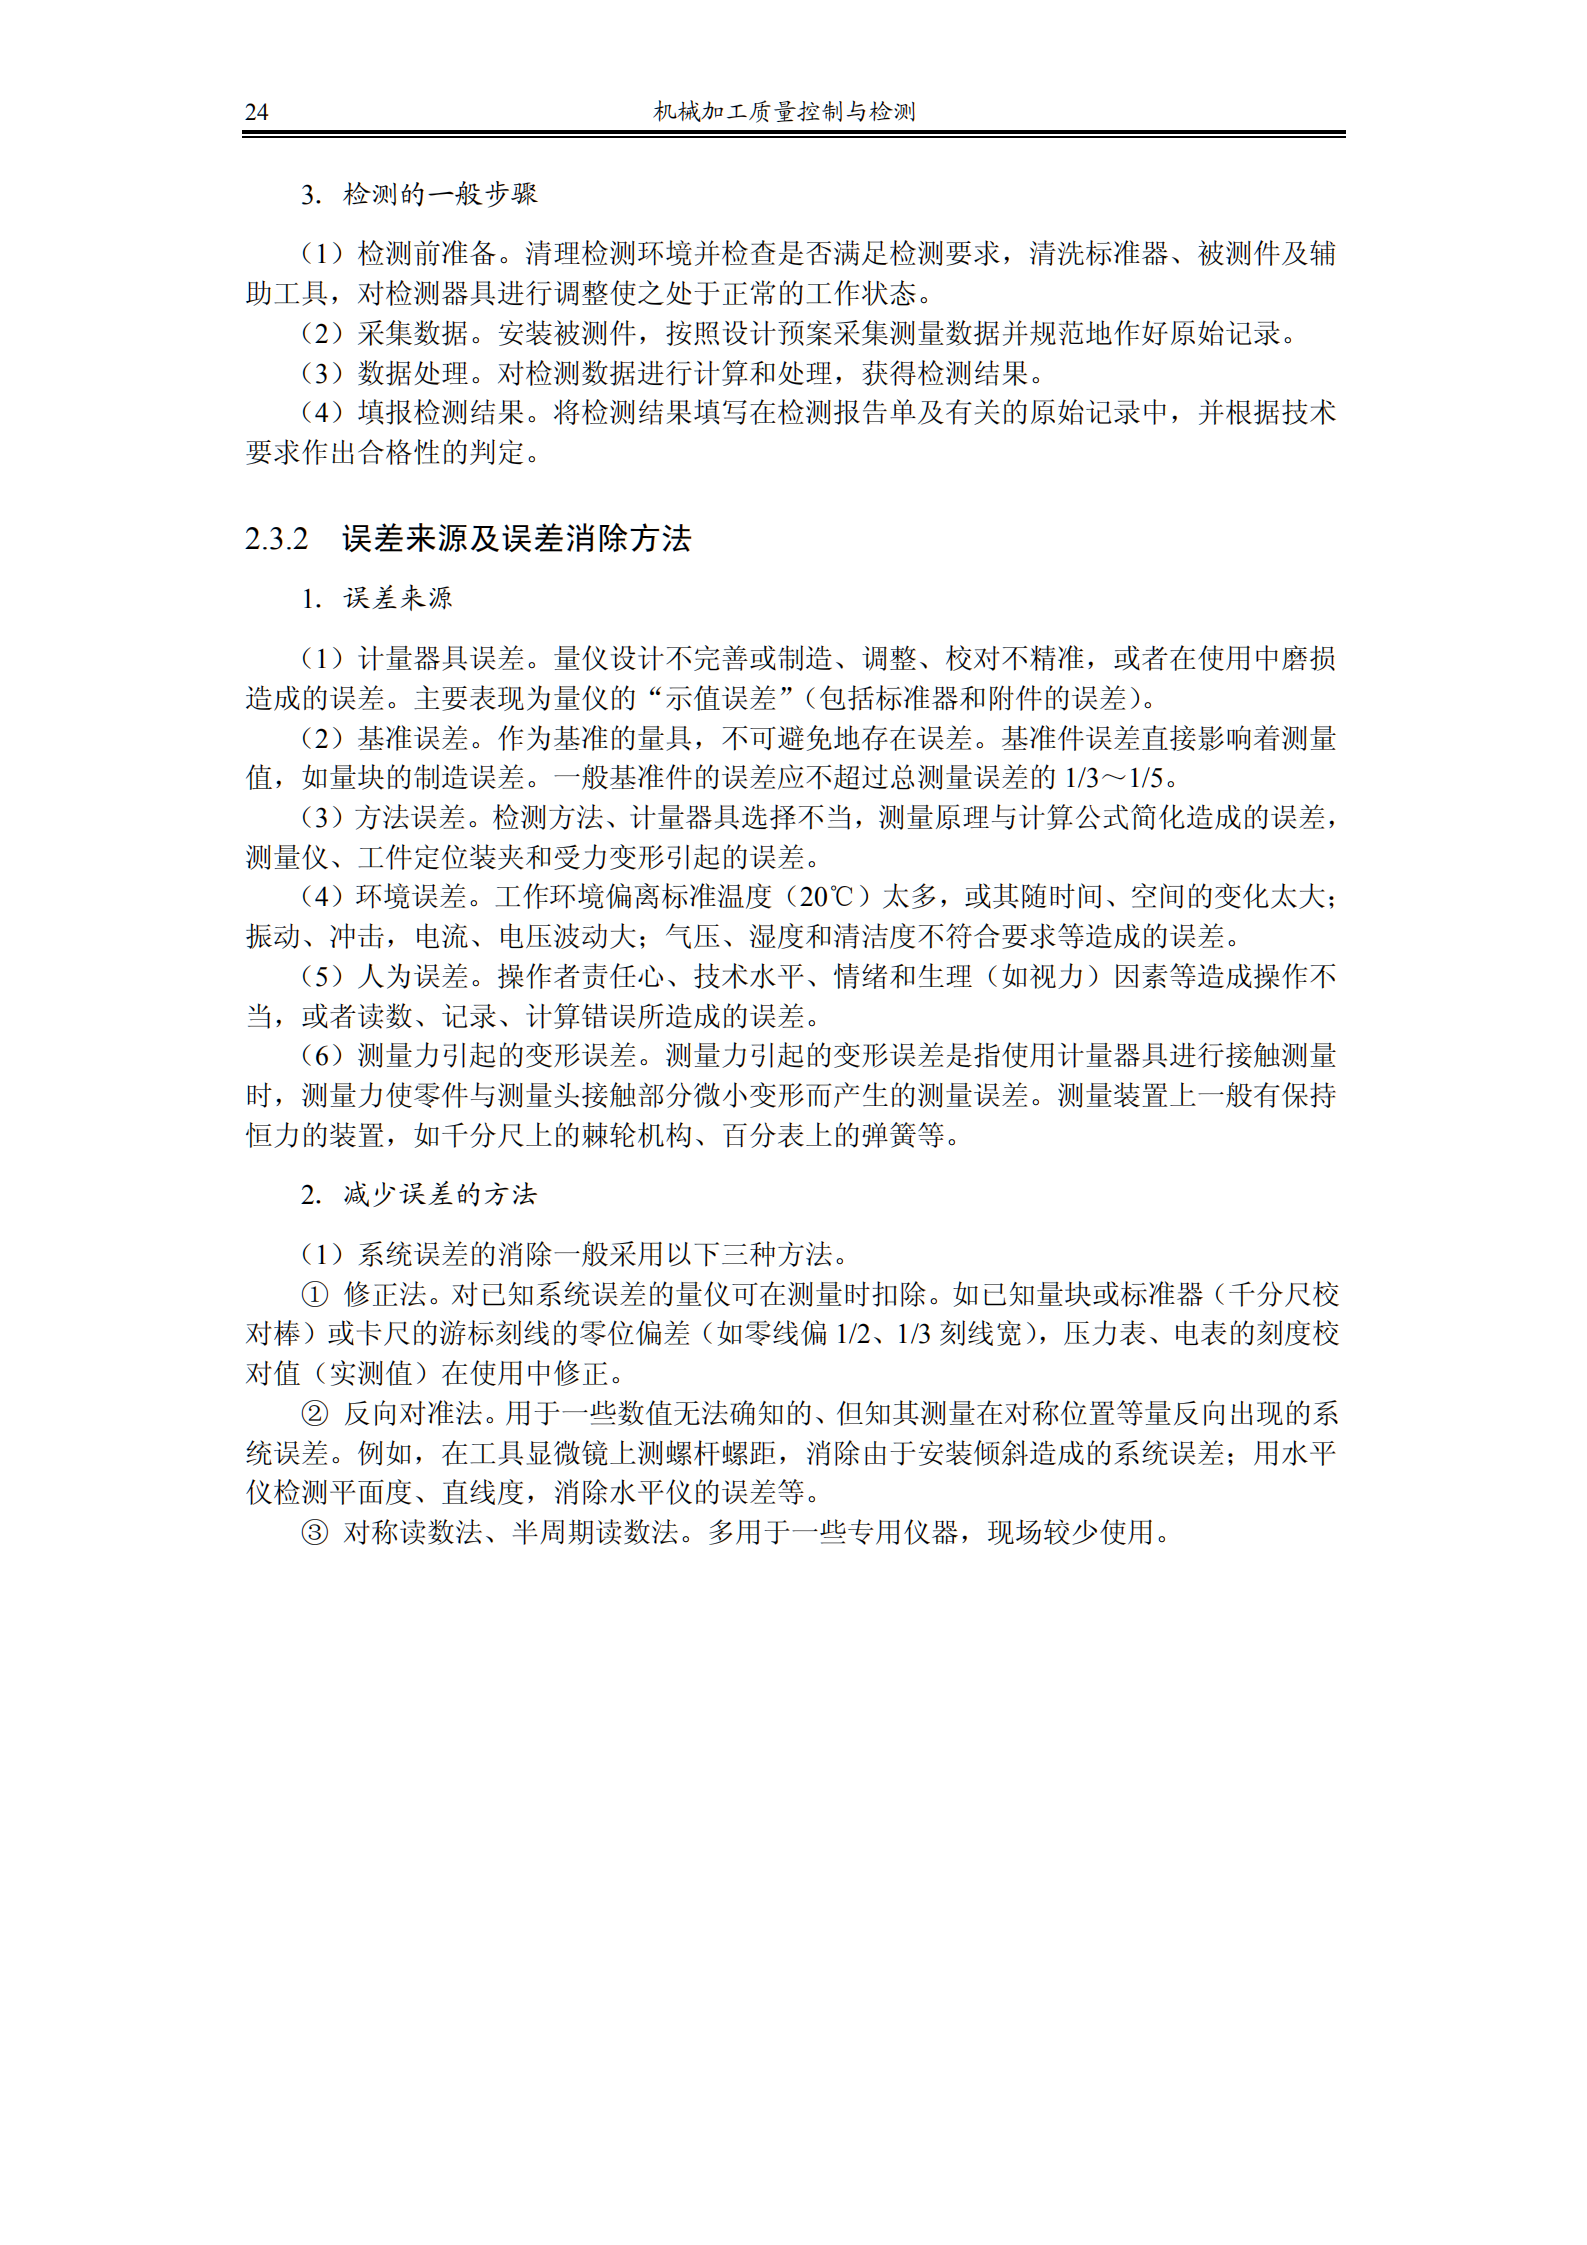 24
机械加工质量控制与检测
3. 检测的一般步骤
（1）检测前准备。清理检测环境并检查是否满足检测要求，清洗标准器、被测件及辅
助工具，对检测器具进行调整使之处于正常的工作状态。
（2）采集数据。安装被测件，按照设计预案采集测量数据并规范地作好原始记录。
（3）数据处理。对检测数据进行计算和处理，获得检测结果。
（4）填报检测结果。将检测结果填写在检测报告单及有关的原始记录中，并根据技术
要求作出合格性的判定。
2.3.2 误差来源及误差消除方法
1. 误差来源
（1）计量器具误差。量仪设计不完善或制造、调整、校对不精准，或者在使用中磨损
造成的误差。主要表现为量仪的“示值误差”（包括标准器和附件的误差）。
（2）基准误差。作为基准的量具，不可避免地存在误差。基准件误差直接影响着测量
值，如量块的制造误差。一般基准件的误差应不超过总测量误差的 1/3～1/5。
（3）方法误差。检测方法、计量器具选择不当，测量原理与计算公式简化造成的误差，
测量仪、工件定位装夹和受力变形引起的误差。
（4）环境误差。工作环境偏离标准温度（20℃）太多，或其随时间、空间的变化太大；
振动、冲击，电流、电压波动大；气压、湿度和清洁度不符合要求等造成的误差。
（5）人为误差。操作者责任心、技术水平、情绪和生理（如视力）因素等造成操作不
当，或者读数、记录、计算错误所造成的误差。
（6）测量力引起的变形误差。测量力引起的变形误差是指使用计量器具进行接触测量
时，测量力使零件与测量头接触部分微小变形而产生的测量误差。测量装置上一般有保持
恒力的装置，如千分尺上的棘轮机构、百分表上的弹簧等。
2. 减少误差的方法
（1）系统误差的消除一般采用以下三种方法。
① 修正法。对已知系统误差的量仪可在测量时扣除。如已知量块或标准器（千分尺校
对棒）或卡尺的游标刻线的零位偏差（如零线偏 1/2、1/3 刻线宽），压力表、电表的刻度校
对值（实测值）在使用中修正。
② 反向对准法。用于一些数值无法确知的、但知其测量在对称位置等量反向出现的系
统误差。例如，在工具显微镜上测螺杆螺距，消除由于安装倾斜造成的系统误差；用水平
仪检测平面度、直线度，消除水平仪的误差等。
③ 对称读数法、半周期读数法。多用于一些专用仪器，现场较少使用。